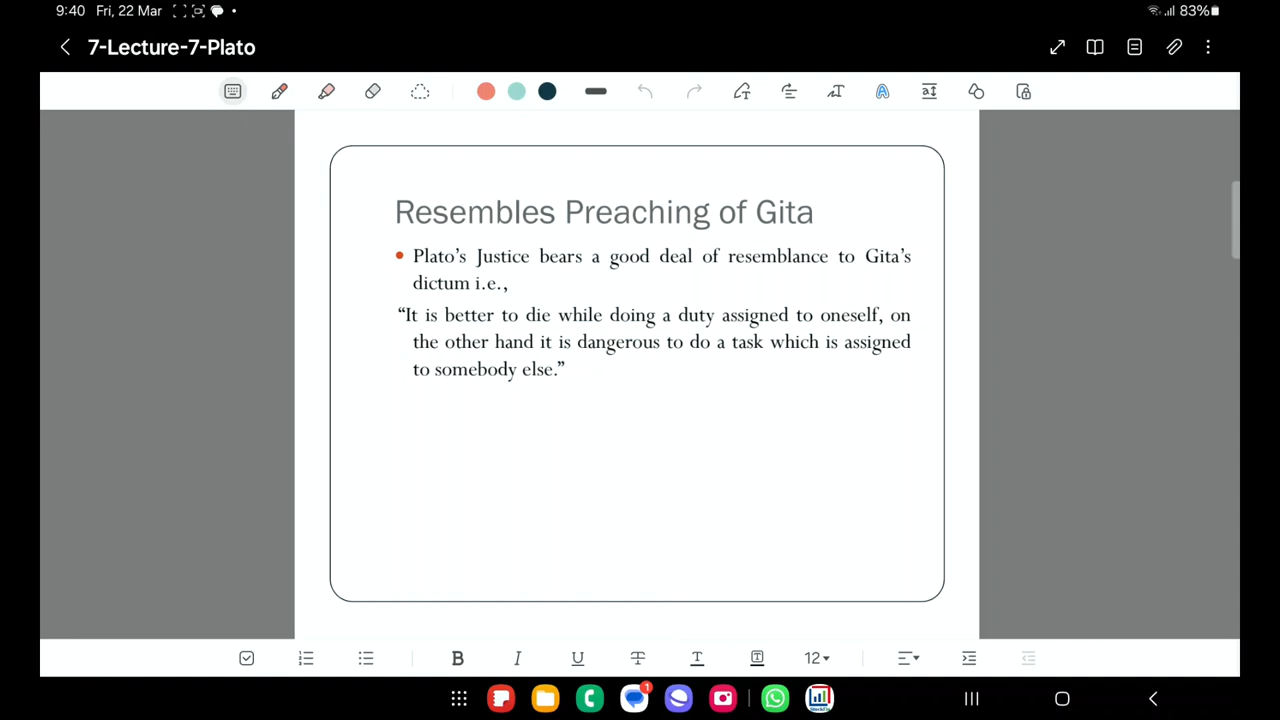 9:40 Fri, 22 Mar 83%
7-Lecture-7-Plato
Resembles Preaching of Gita
• Plato’s Justice bears a good deal of resemblance to Gita’s
dictum i.e.,
“It is better to die while doing a duty assigned to oneself, on
the other hand it is dangerous to do a task which is assigned
to somebody else.”
B I U T T T 12
1